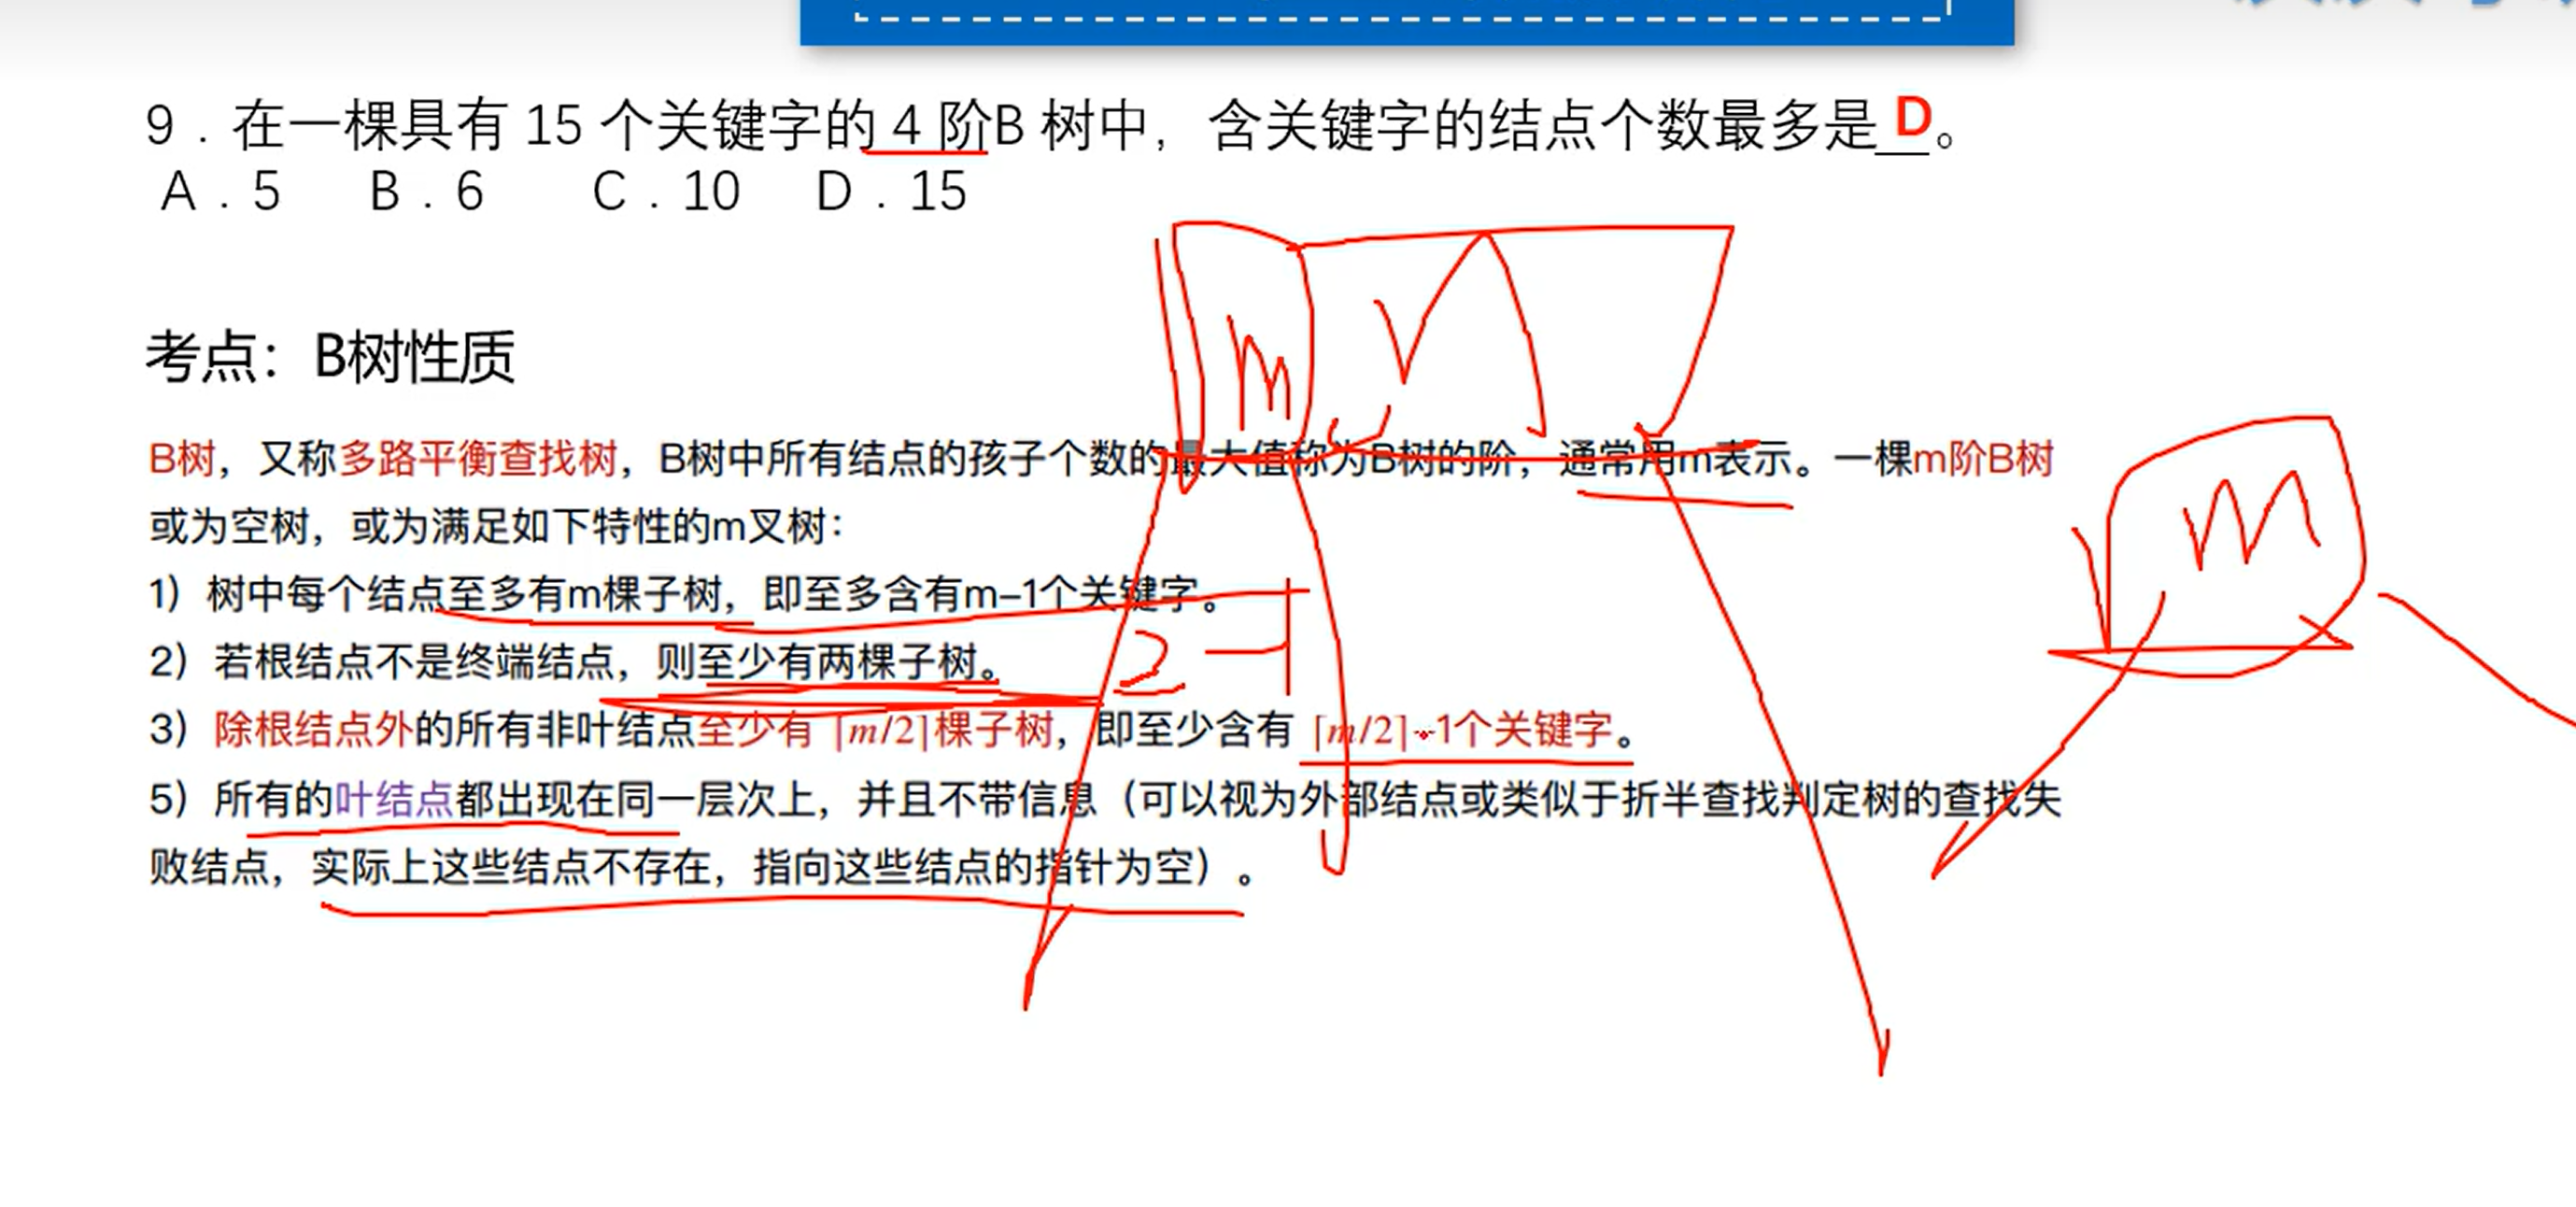 9．在一棵具有 15 个关键字的 4 阶B 树中，含关键字的结点个数最多是 D 。
A．5 B．6 C．10 D．15
m
考点：B树性质
B树，又称多路平衡查找树，B树中所有结点的孩子个数的最大值称为B树的阶，通常用m表示。一棵m阶B树
或为空树，或为满足如下特性的m叉树：
m
1）树中每个结点至多有m棵子树，即至多含有m-1个关键字。
2）若根结点不是终端结点，则至少有两棵子树。
2-1
3）除根结点外的所有非叶结点至少有 ⌈m/2⌉棵子树，即至少含有 ⌈m/2⌉-1个关键字。
5）所有的叶结点都出现在同一层次上，并且不带信息（可以视为外部结点或类似于折半查找判定树的查找失
败结点，实际上这些结点不存在，指向这些结点的指针为空）。